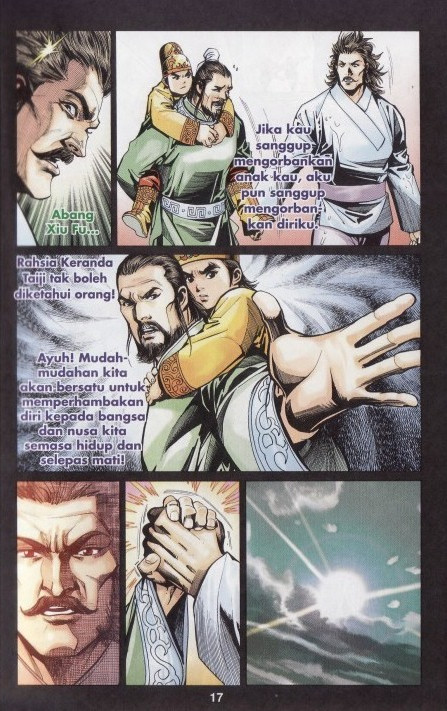 Abang
Xiu Fu...
Jika kau
sanggup
mengorbankan
anak kau, aku
pun sanggup
mengorban-
kan diriku.
Rahsia Keranda
Taiji tak boleh
diketahui orang!
Ayuh! Mudah-
mudahan kita
akan bersatu untuk
memperhambakan
diri kepada bangsa
dan nusa kita
semasa hidup dan
selepas mati!
17